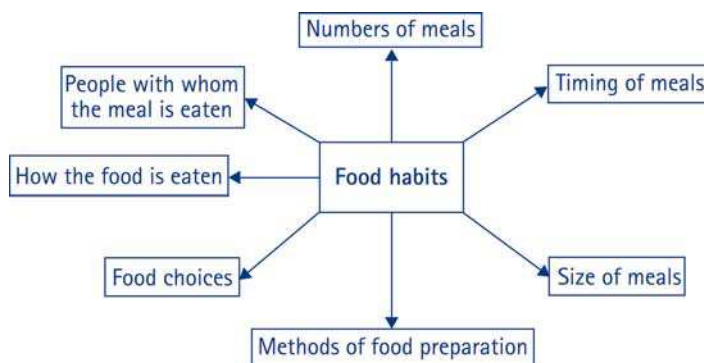 Numbers of meals
People with whom
the meal is eaten
Timing of meals
How the food is eaten
Food habits
Food choices
Size of meals
Methods of food preparation